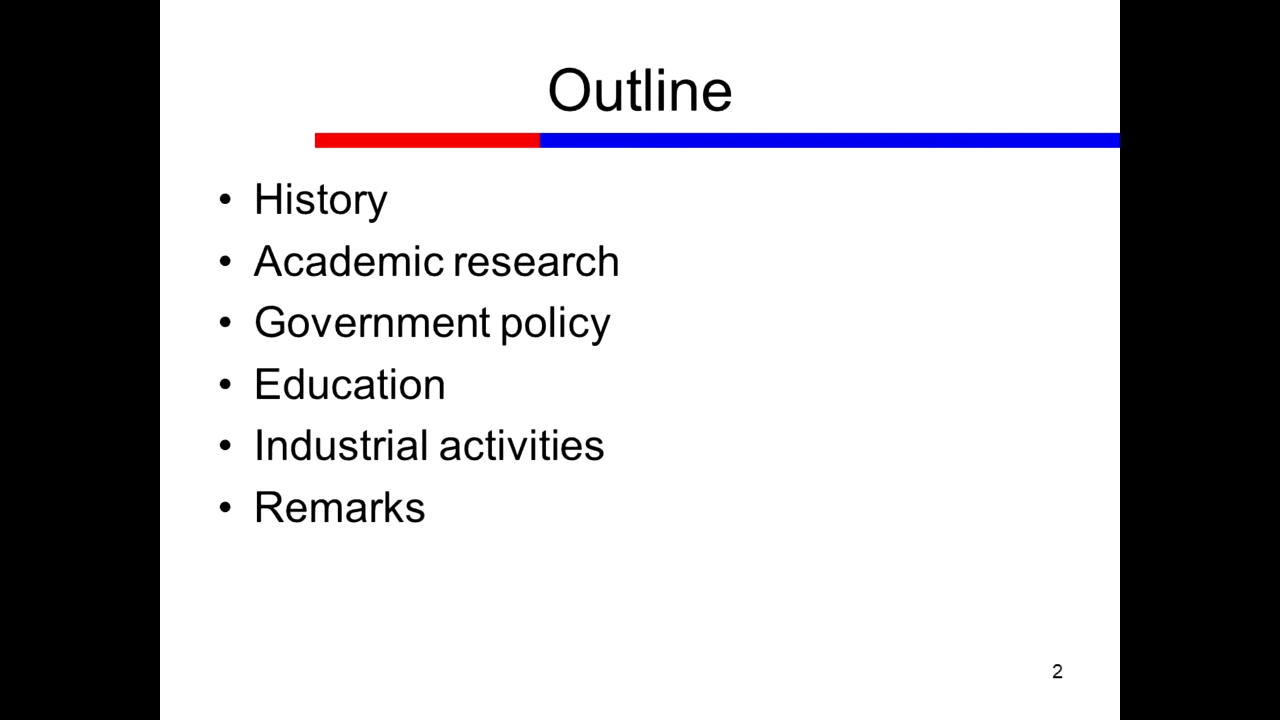 Outline
• History
• Academic research
• Government policy
• Education
• Industrial activities
• Remarks
2